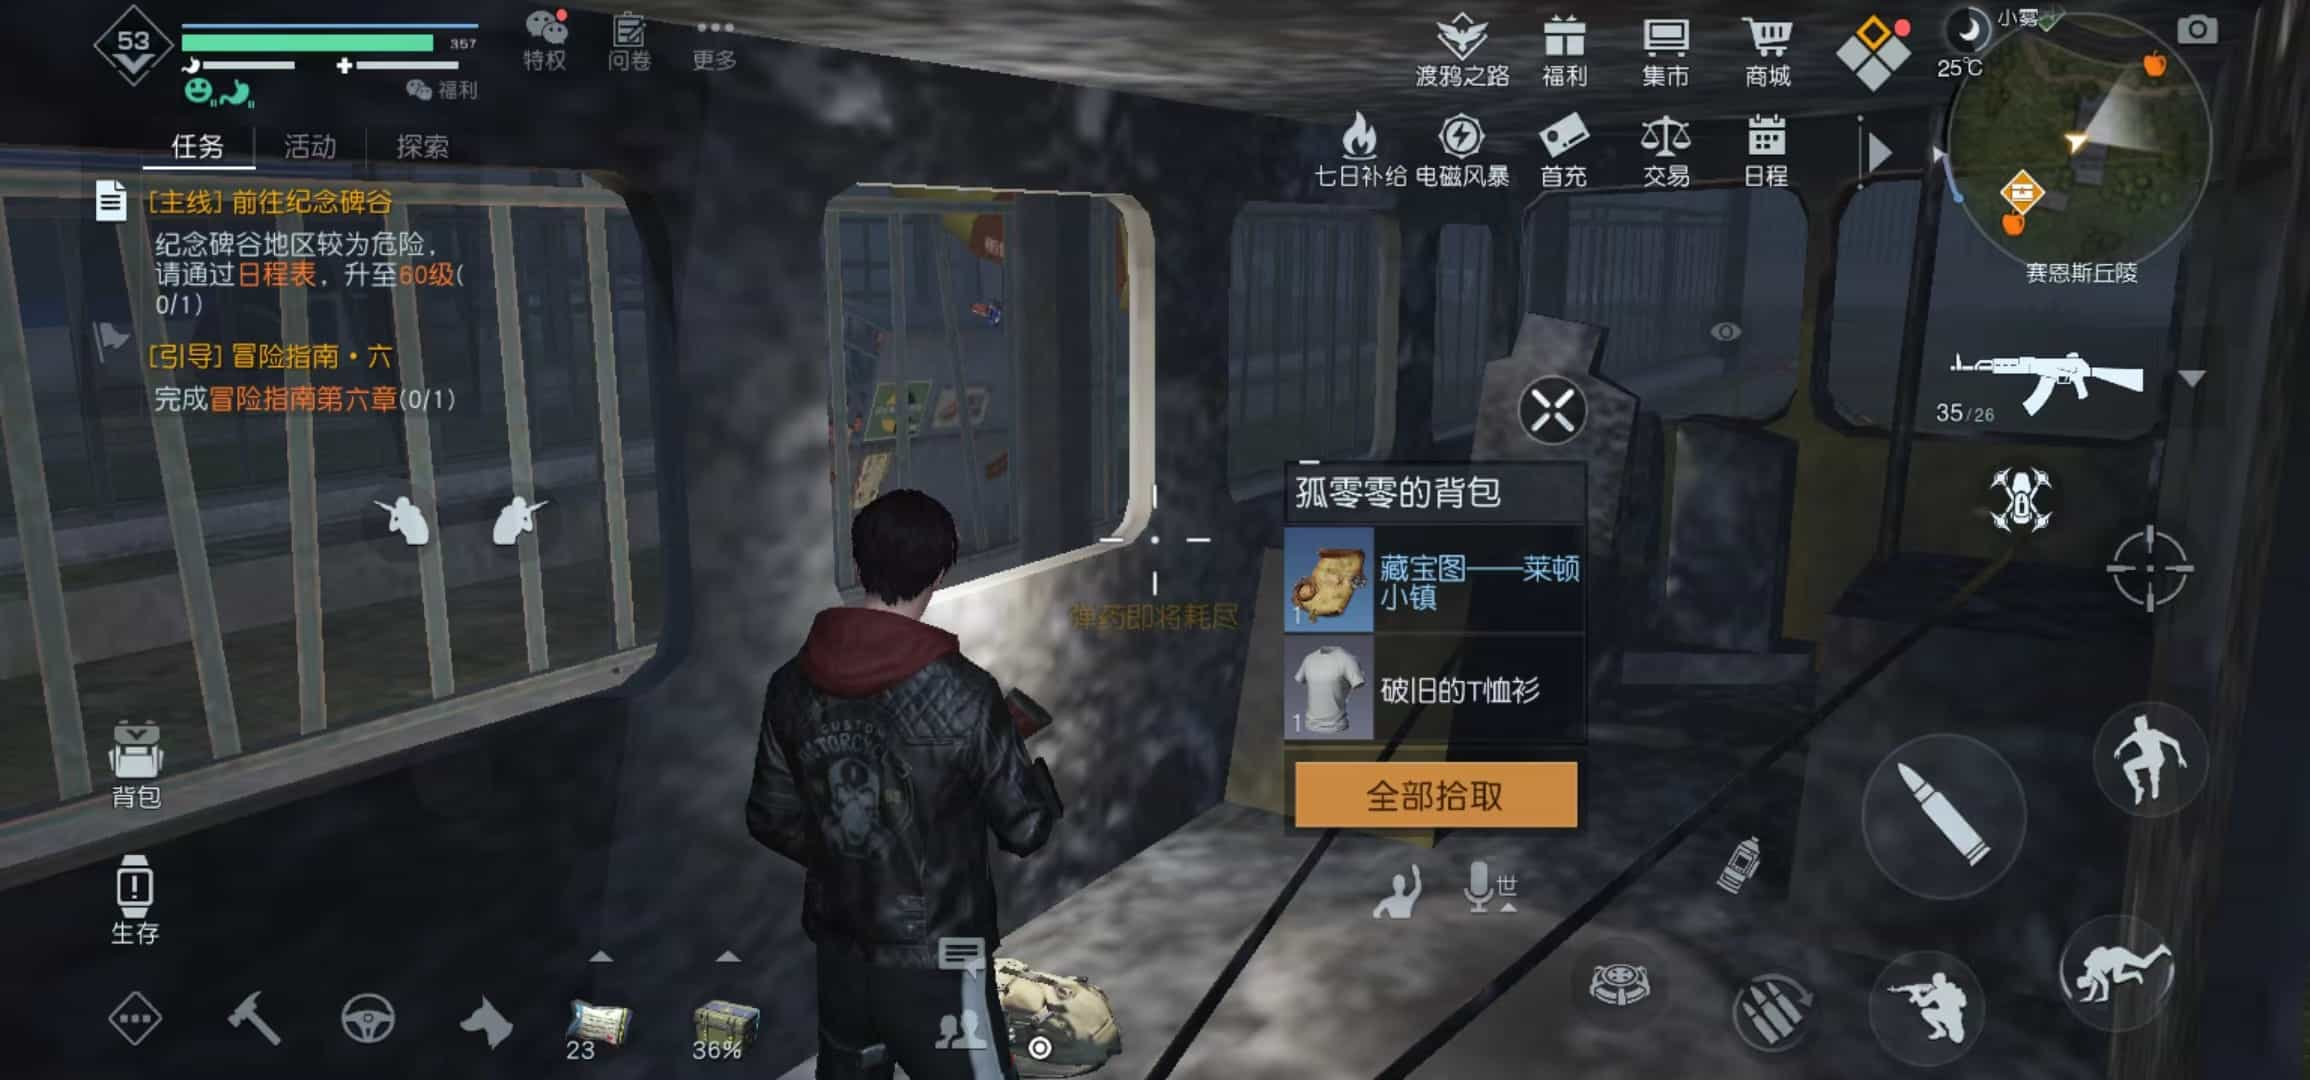 53
357
特权
问卷
更多
福利
渡鸦之路
福利
集市
商城
小雾
25℃
七日补给
电磁风暴
首充
交易
日程
任务
活动
探索
[主线] 前往纪念碑谷
纪念碑谷地区较为危险，
请通过日程表，升至60级(
0/1)
[引导] 冒险指南·六
完成冒险指南第六章(0/1)
赛恩斯丘陵
35/26
孤零零的背包
藏宝图——莱顿
小镇
1
破旧的T恤衫
1
全部拾取
弹药即将耗尽
CUSTOM
MOTORCYCLES
背包
生存
世
23
36%